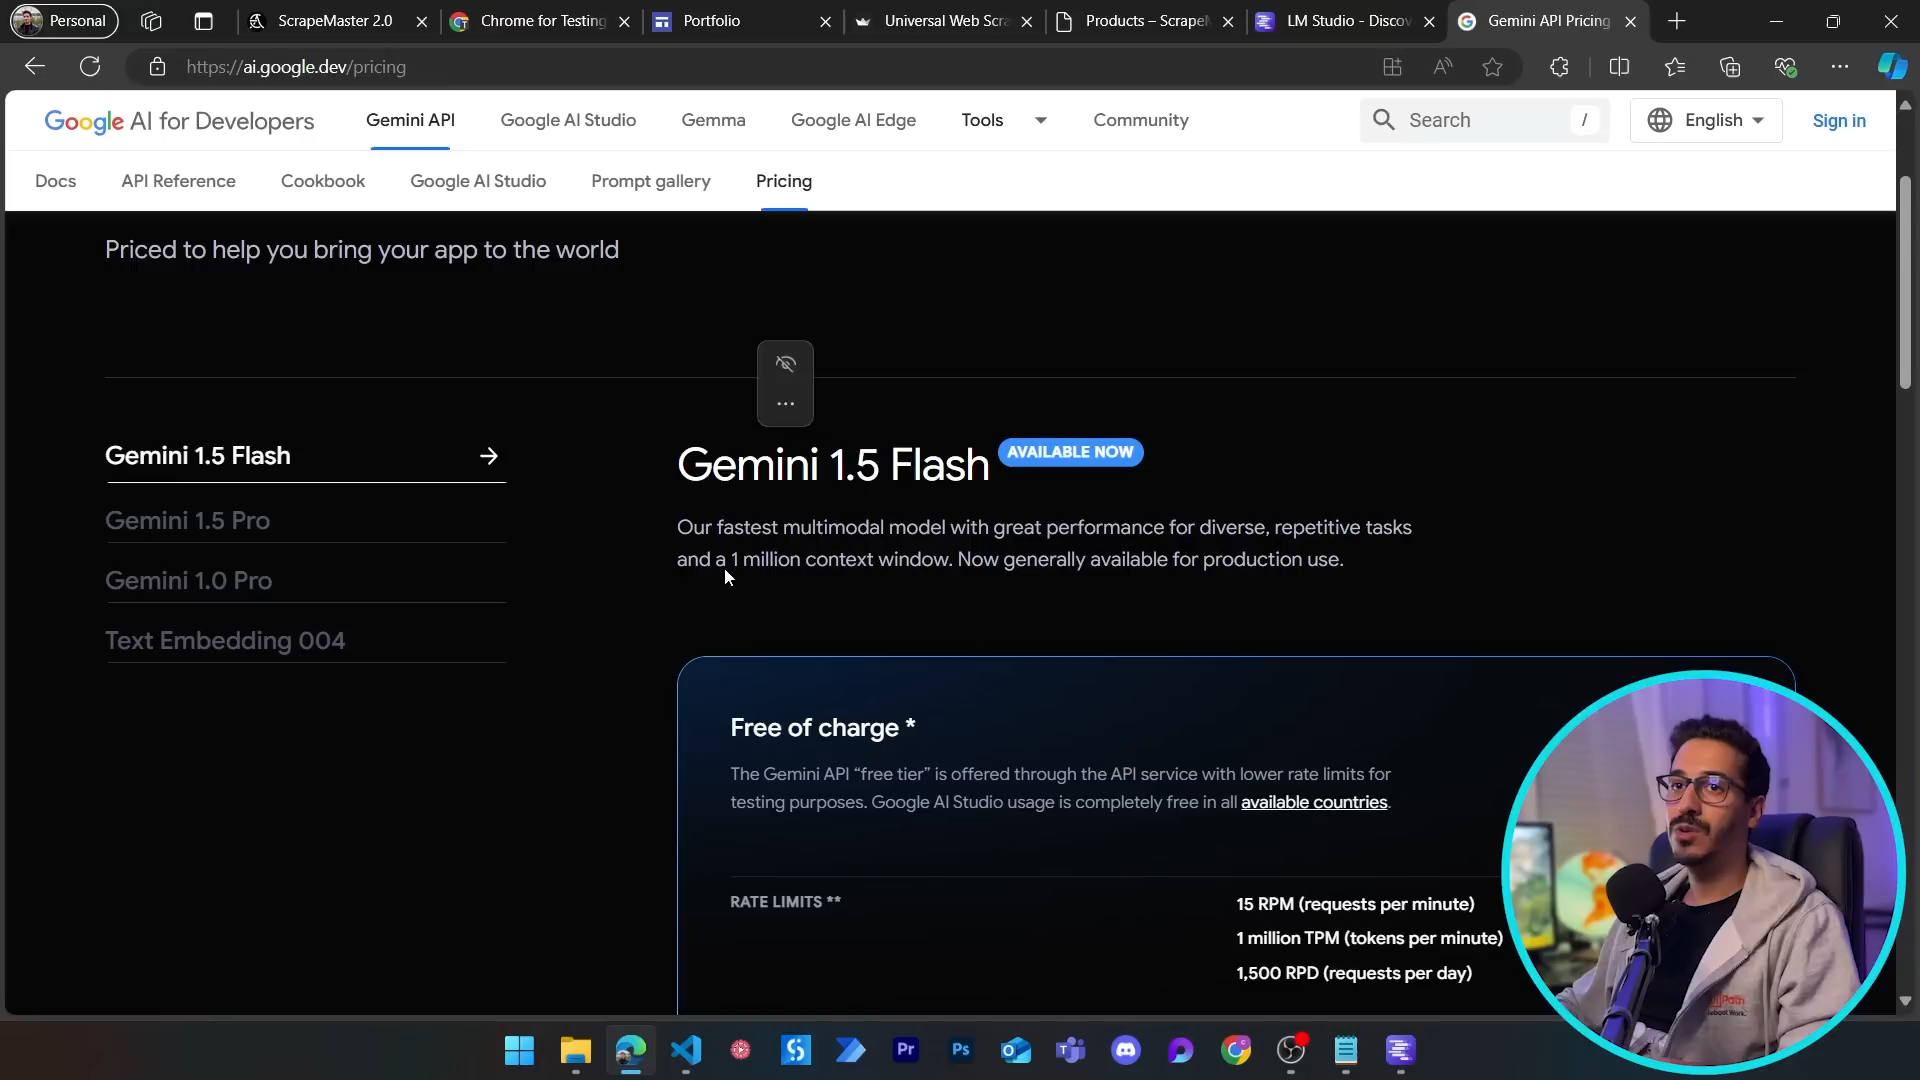 Personal
ScrapeMaster 2.0
Chrome for Testing
Portfolio
Universal Web Scra
Products – ScrapeM
LM Studio - Discov
Gemini API Pricing
https://ai.google.dev/pricing
Google AI for Developers
Gemini API
Google AI Studio
Gemma
Google AI Edge
Tools
Community
Search
/
English
Sign in
Docs
API Reference
Cookbook
Google AI Studio
Prompt gallery
Pricing
Priced to help you bring your app to the world
Gemini 1.5 Flash
Gemini 1.5 Pro
Gemini 1.0 Pro
Text Embedding 004
Gemini 1.5 Flash
AVAILABLE NOW
Our fastest multimodal model with great performance for diverse, repetitive tasks
and a 1 million context window. Now generally available for production use.
Free of charge *
The Gemini API “free tier” is offered through the API service with lower rate limits for
testing purposes. Google AI Studio usage is completely free in all available countries.
RATE LIMITS **
15 RPM (requests per minute)
1 million TPM (tokens per minute)
1,500 RPD (requests per day)
Pr
Ps